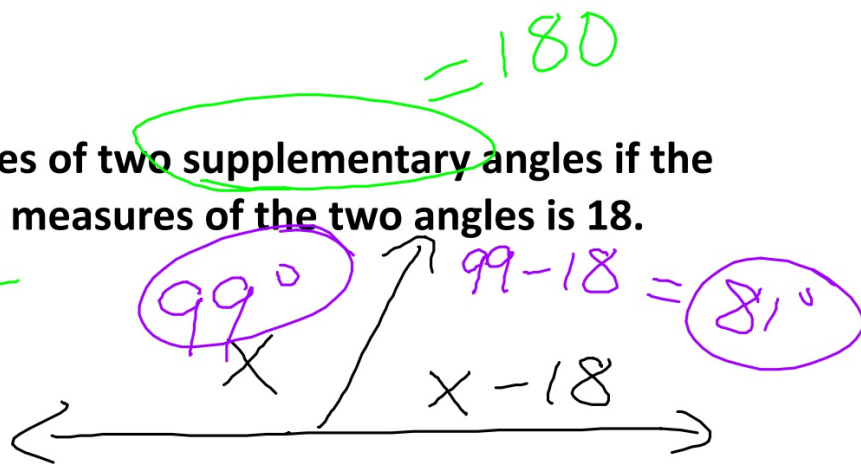 = 180
es of two supplementary angles if the
measures of the two angles is 18.
99° 99 - 18 = 81°
x x - 18